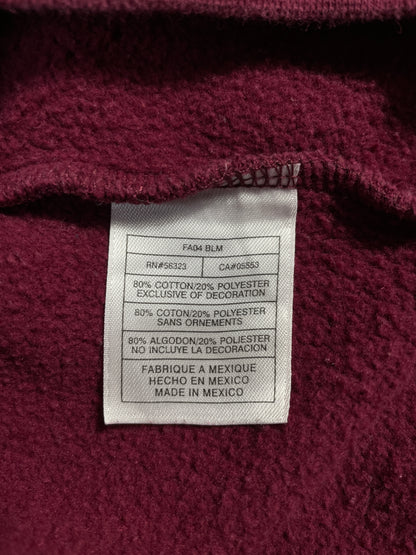 FA04 BLM
RN#56323 CA#05553
80% COTTON/20% POLYESTER
EXCLUSIVE OF DECORATION
80% COTON/20% POLYESTER
SANS ORNEMENTS
80% ALGODON/20% POLIESTER
NO INCLUYE LA DECORACION
FABRIQUE A MEXIQUE
HECHO EN MEXICO
MADE IN MEXICO